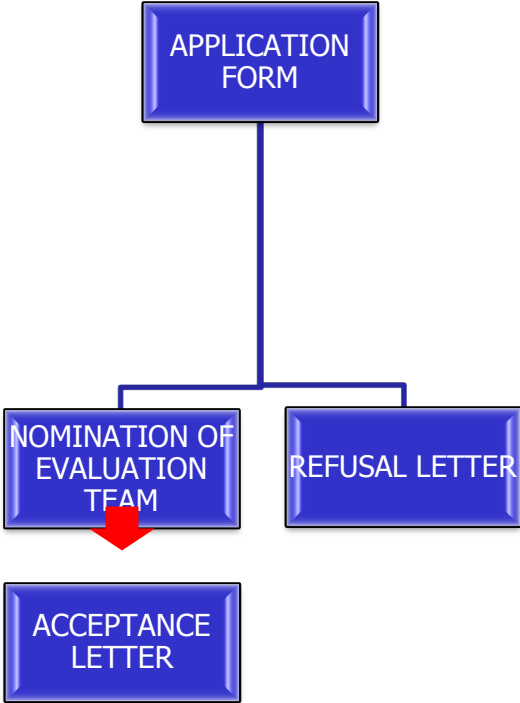 APPLICATION
FORM
NOMINATION OF
EVALUATION
TEAM
REFUSAL LETTER
ACCEPTANCE
LETTER